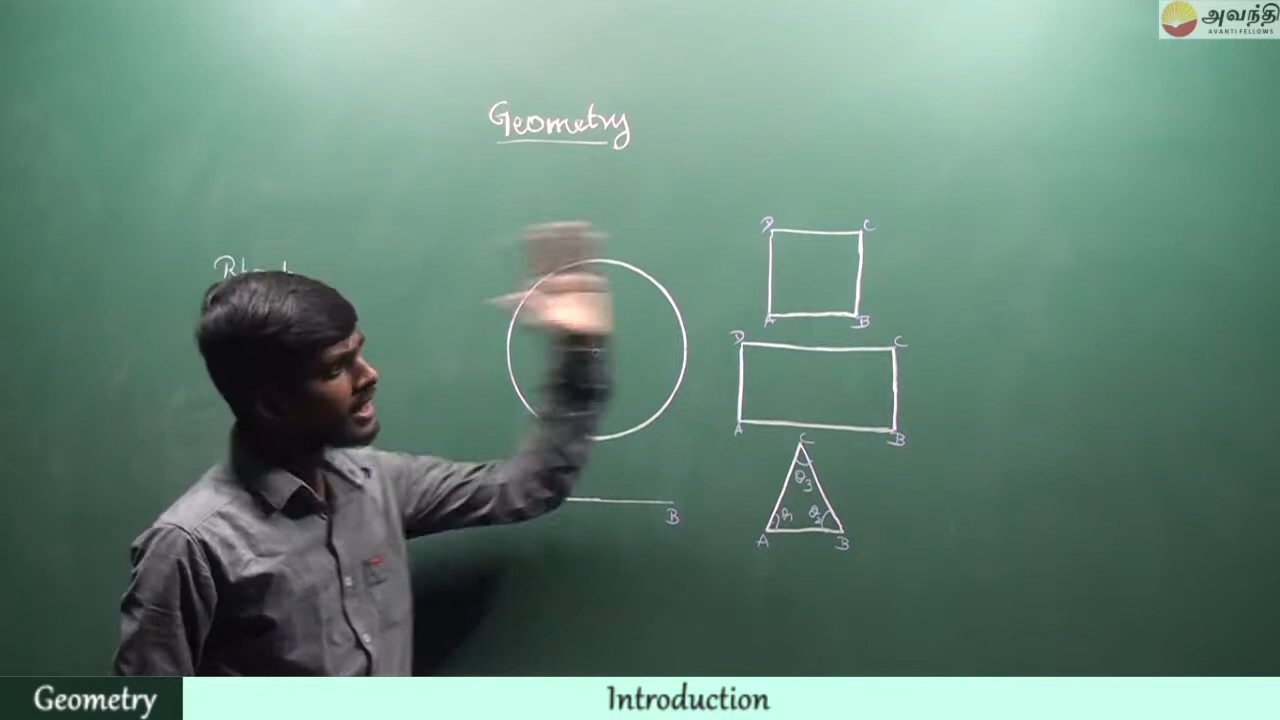 அவந்தி
AVANTI FELLOWS
Geometry
D C
A B
D C
A B
C
θ3
θ1 θ2
A B
B
Geometry
Introduction